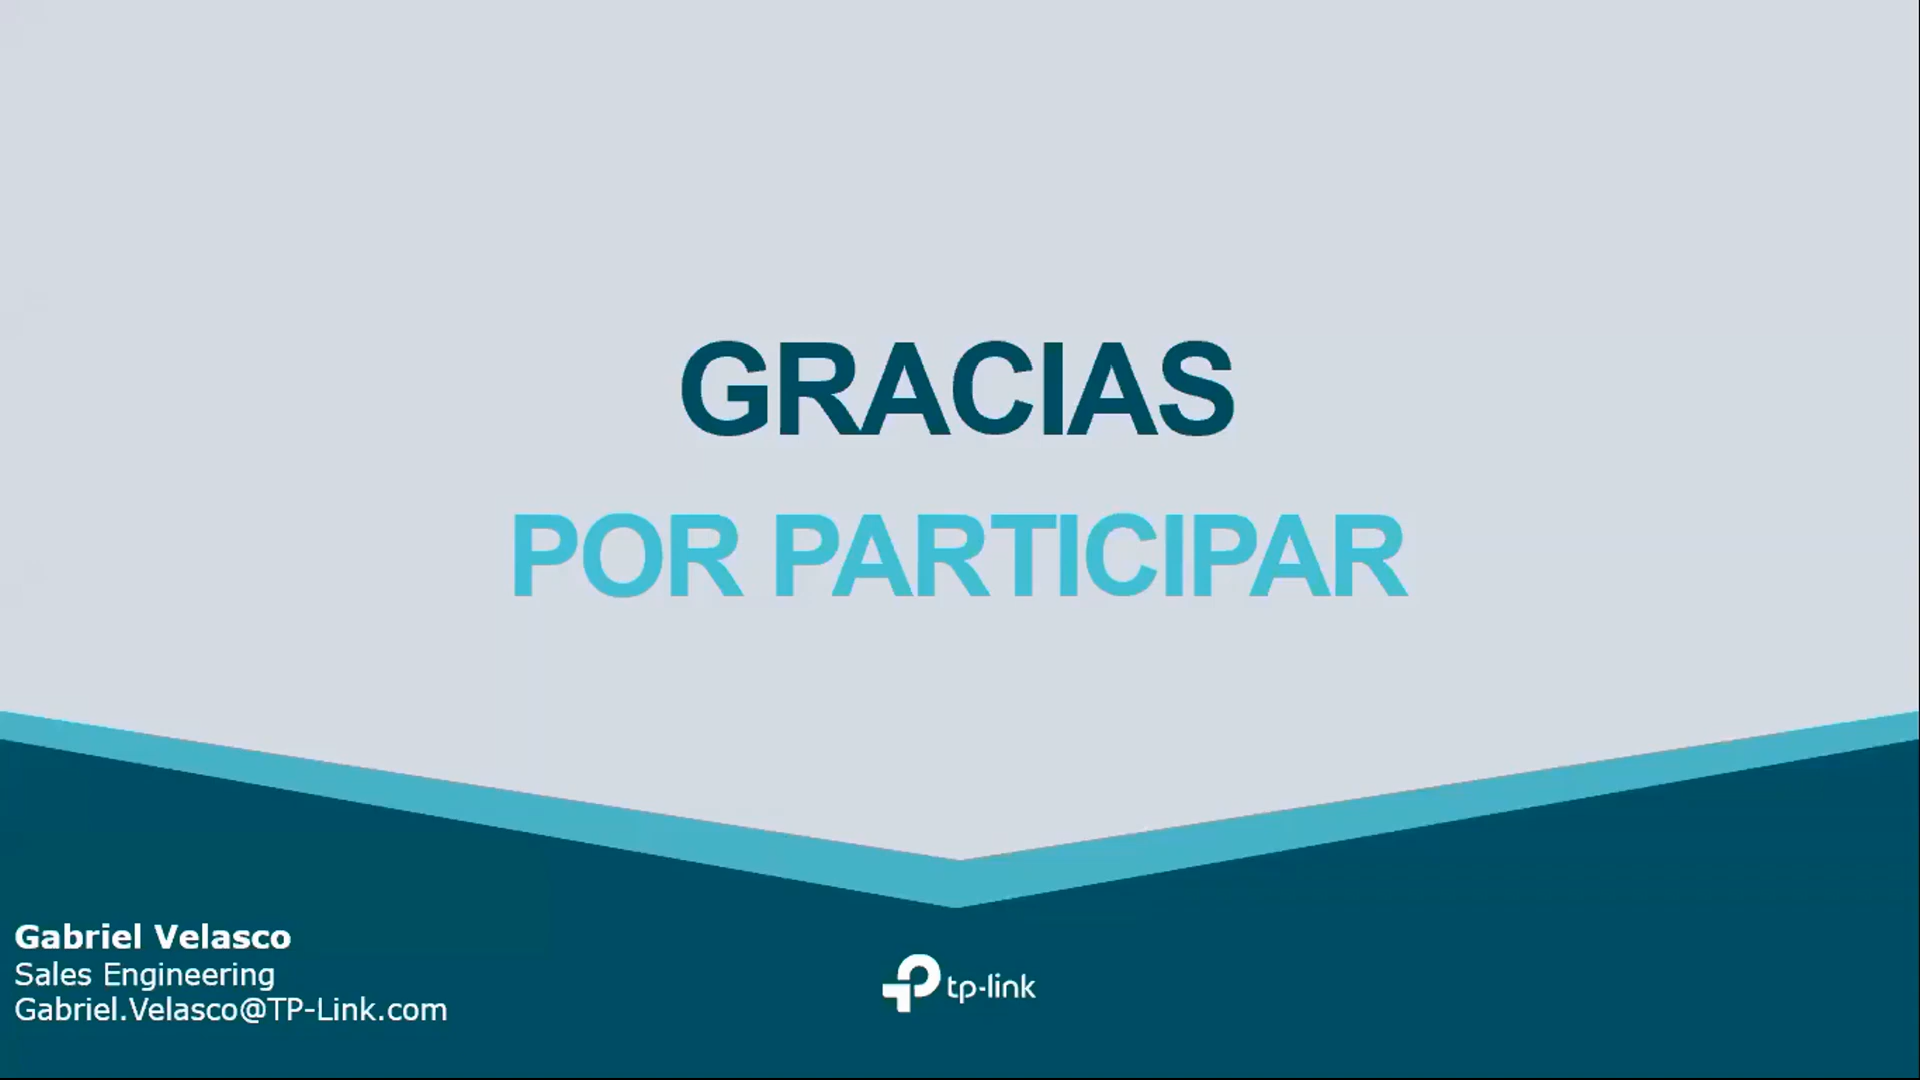 GRACIAS
POR PARTICIPAR
Gabriel Velasco
Sales Engineering
Gabriel.Velasco@TP-Link.com
tp-link